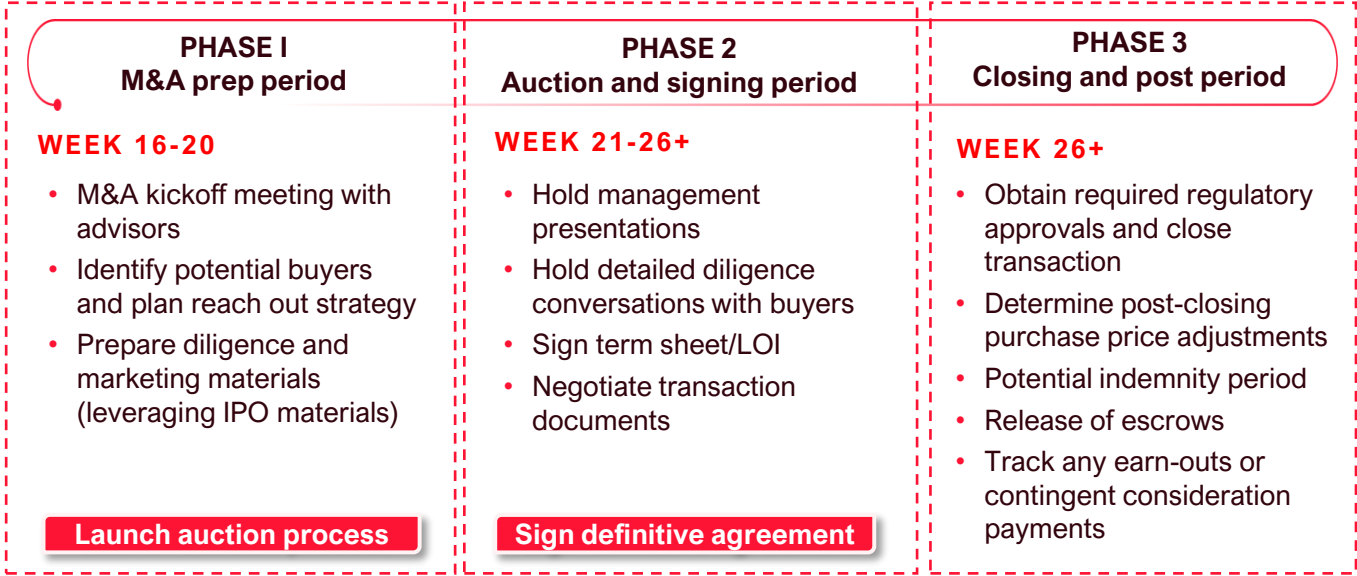 PHASE I
M&A prep period
WEEK 16-20
• M&A kickoff meeting with
advisors
• Identify potential buyers
and plan reach out strategy
• Prepare diligence and
marketing materials
(leveraging IPO materials)
Launch auction process
PHASE 2
Auction and signing period
WEEK 21-26+
• Hold management
presentations
• Hold detailed diligence
conversations with buyers
• Sign term sheet/LOI
• Negotiate transaction
documents
Sign definitive agreement
PHASE 3
Closing and post period
WEEK 26+
• Obtain required regulatory
approvals and close
transaction
• Determine post-closing
purchase price adjustments
• Potential indemnity period
• Release of escrows
• Track any earn-outs or
contingent consideration
payments